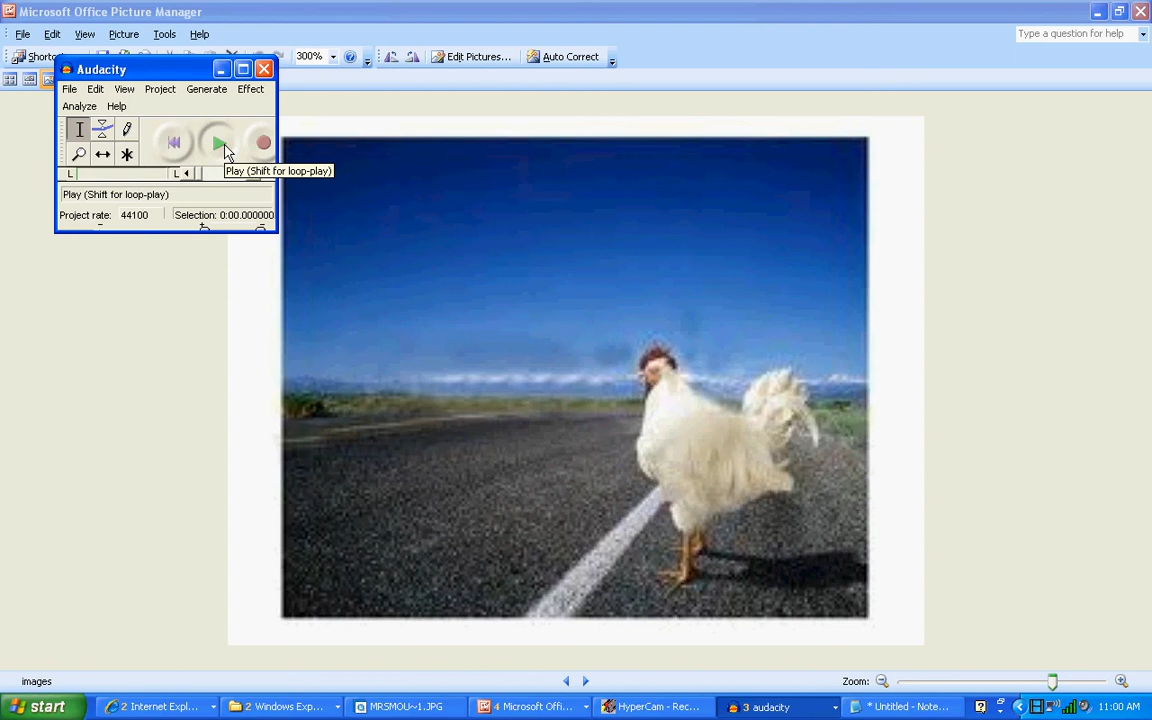 Microsoft Office Picture Manager
File Edit View Picture Tools Help
Type a question for help
300%
Edit Pictures...
Auto Correct
Audacity
File Edit View Project Generate Effect
Analyze Help
L
L
Play (Shift for loop-play)
Play (Shift for loop-play)
Project rate: 44100
Selection: 0:00.000000
images
Zoom:
start
2 Internet Expl...
2 Windows Exp...
MRSMOU~1.JPG
4 Microsoft Offi...
HyperCam - Rec...
3 audacity
* Untitled - Note...
11:00 AM